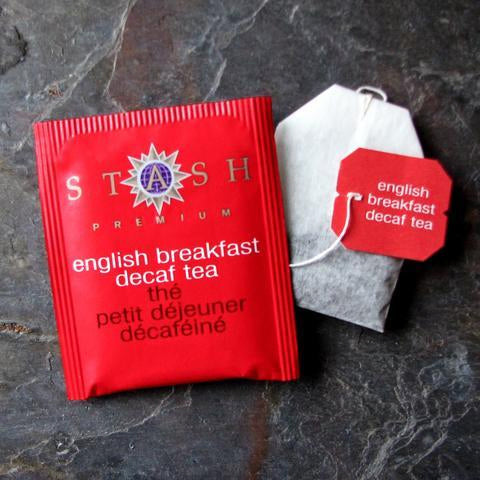 STASH
PREMIUM
english breakfast
decaf tea
thé
petit déjeuner
décaféiné
english
breakfast
decaf tea